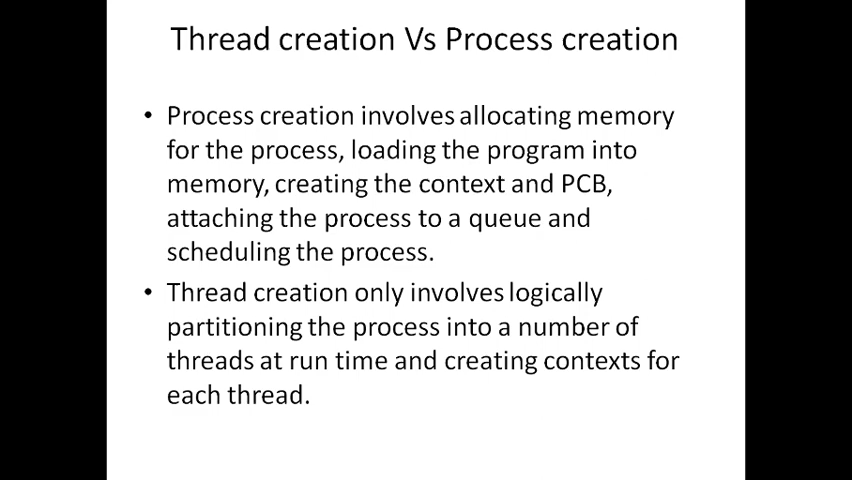 Thread creation Vs Process creation
• Process creation involves allocating memory
for the process, loading the program into
memory, creating the context and PCB,
attaching the process to a queue and
scheduling the process.
• Thread creation only involves logically
partitioning the process into a number of
threads at run time and creating contexts for
each thread.